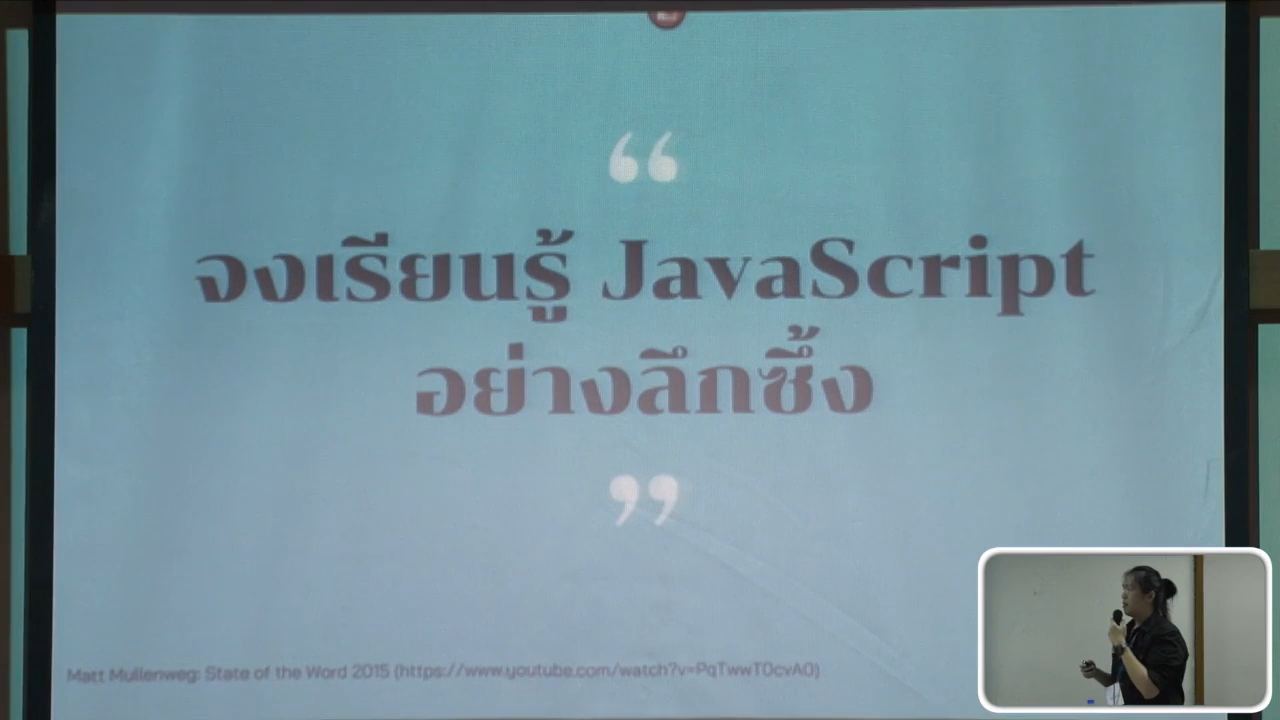 “
จงเรียนรู้ JavaScript
อย่างลึกซึ้ง
”
Matt Mullenweg: State of the Word 2015 (https://www.youtube.com/watch?v=PqTwwTOcvA0)